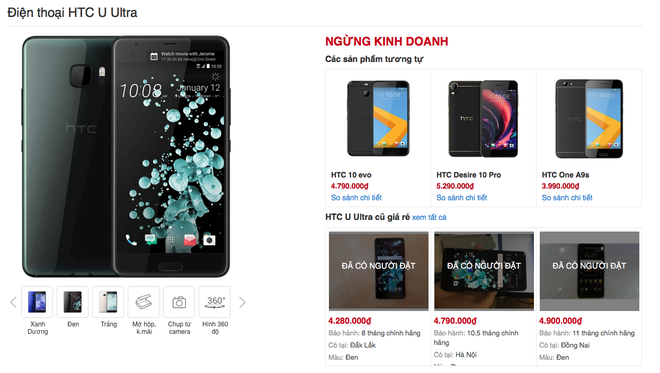 Điện thoại HTC U Ultra
Watch movie with Jerome
10:08
January 12
hTC
NGỪNG KINH DOANH
Các sản phẩm tương tự
HTC 10 evo
4.790.000₫
So sánh chi tiết
HTC Desire 10 Pro
5.290.000₫
So sánh chi tiết
HTC One A9s
3.990.000₫
So sánh chi tiết
HTC U Ultra cũ giá rẻ xem tất cả
ĐÃ CÓ NGƯỜI ĐẶT
4.280.000₫
Bảo hành: 8 tháng chính hãng
Có tại: Đắk Lắk
Màu: Đen
ĐÃ CÓ NGƯỜI ĐẶT
4.790.000₫
Bảo hành: 10.5 tháng chính
hãng
Có tại: Hà Nội
Màu: Đen
ĐÃ CÓ NGƯỜI ĐẶT
4.900.000₫
Bảo hành: 11 tháng chính hãng
Có tại: Đồng Nai
Màu: Đen
Xanh
Dương
Đen
Trắng
Mở hộp,
k.mãi
Chụp từ
camera
360°
Hình 360
độ